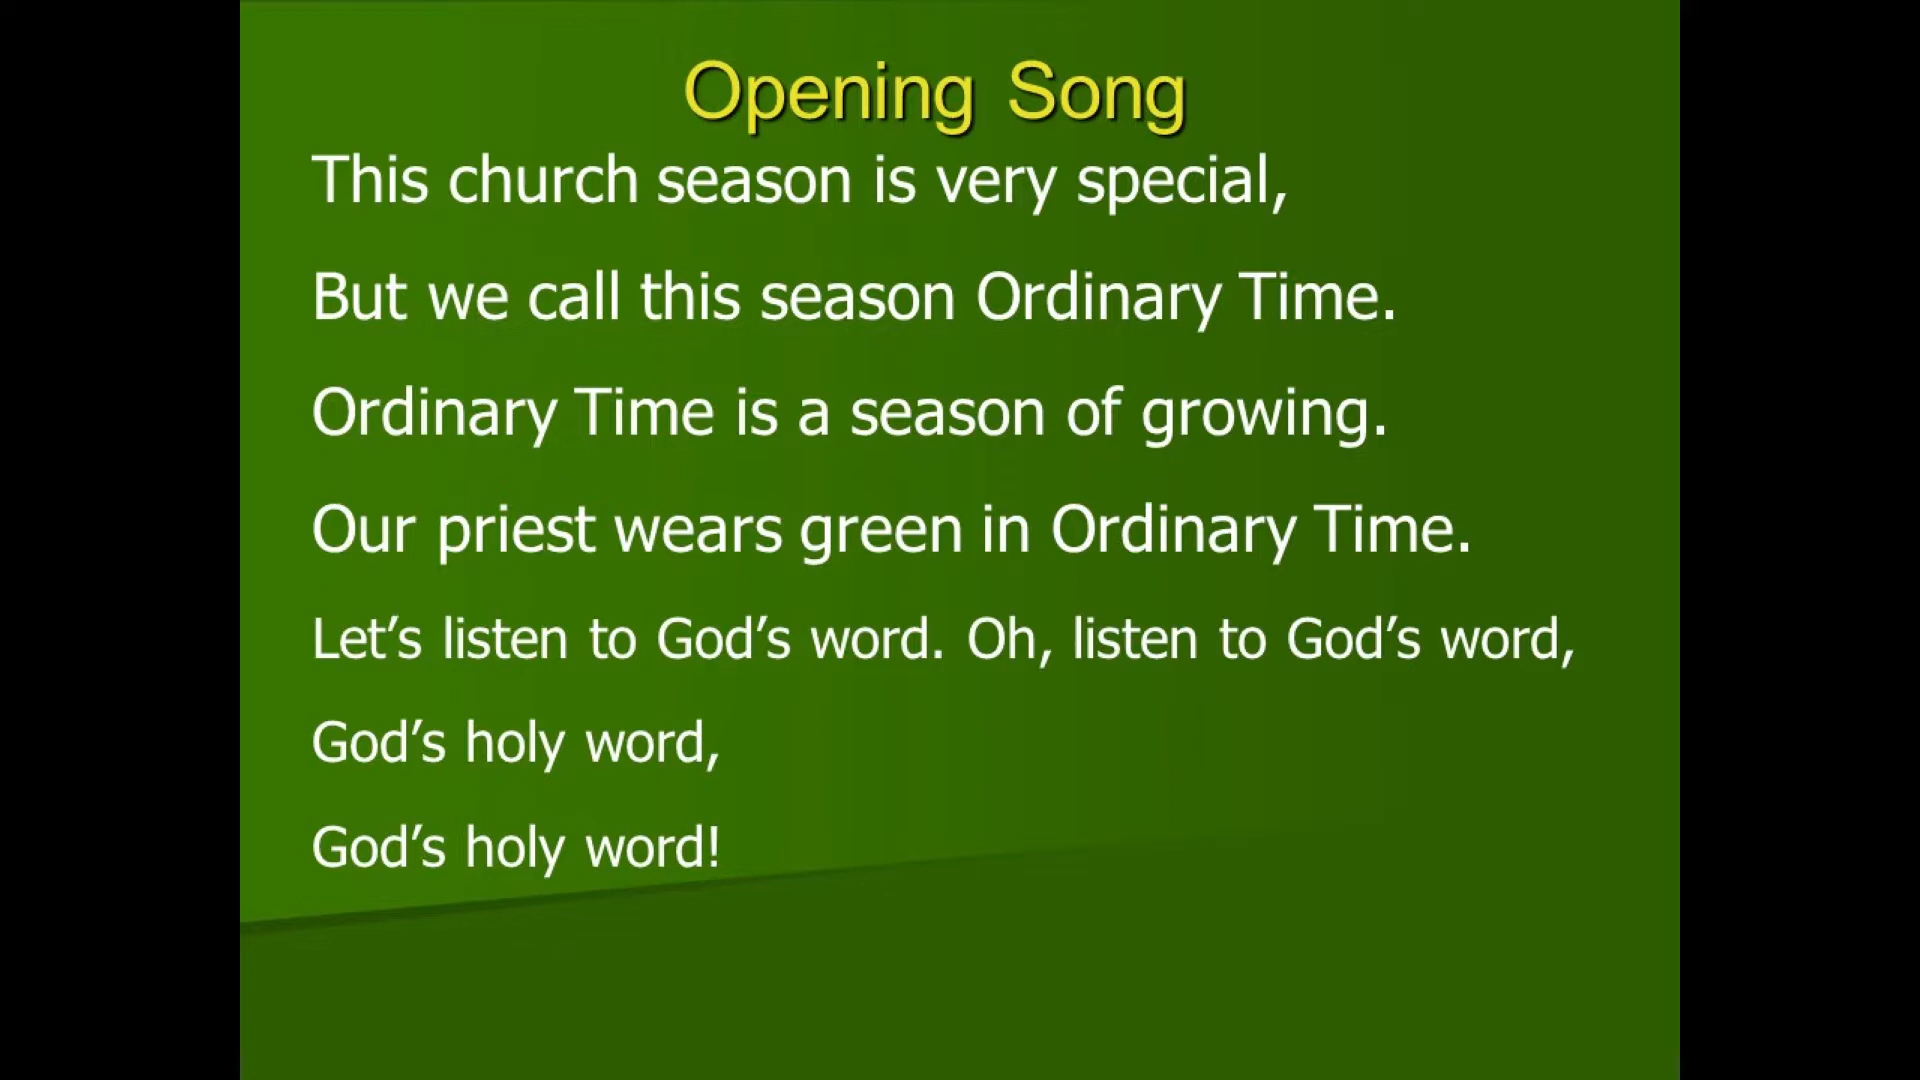 Opening Song
This church season is very special,
But we call this season Ordinary Time.
Ordinary Time is a season of growing.
Our priest wears green in Ordinary Time.
Let’s listen to God’s word. Oh, listen to God’s word,
God’s holy word,
God’s holy word!